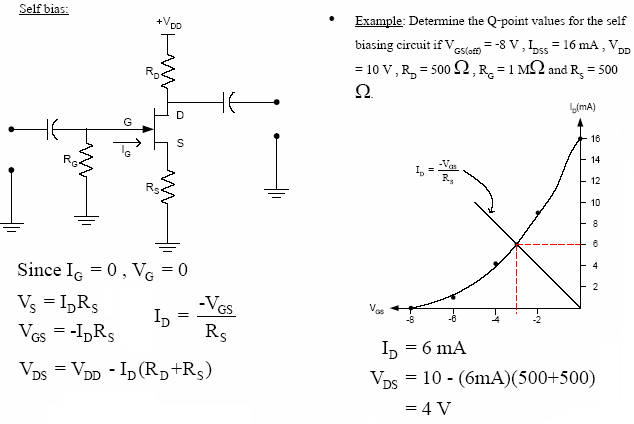 Self bias:
+VDD
RD
D
G
S
IG
RG
RS
Since IG = 0 , VG = 0
VS = IDRS
VGS = -IDRS
ID = -VGS / RS
VDS = VDD - ID(RD+RS)
• Example: Determine the Q-point values for the self
biasing circuit if VGS(off) = -8 V , IDSS = 16 mA , VDD
= 10 V , RD = 500 Ω , RG = 1 MΩ and RS = 500
Ω.
ID(mA)
16
14
12
10
8
6
4
2
ID = -VGS / RS
VGS
-8
-6
-4
-2
ID = 6 mA
VDS = 10 - (6mA)(500+500)
= 4 V